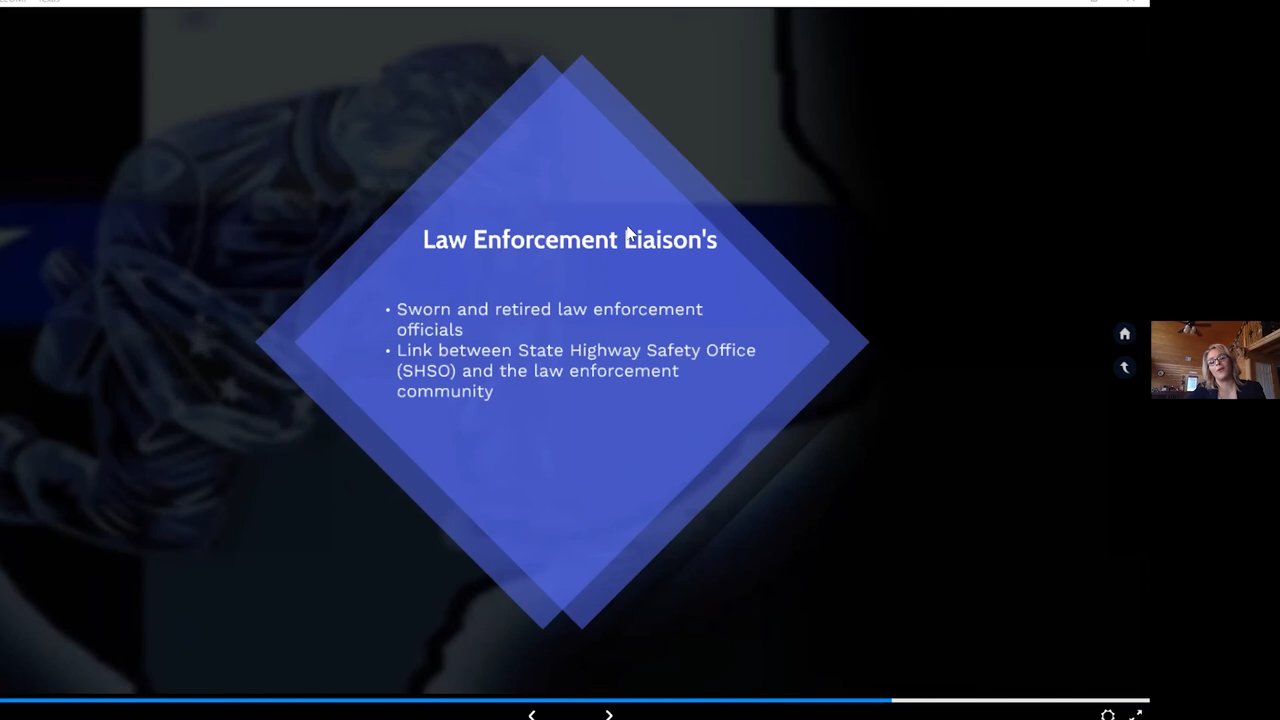 Law Enforcement Liaison's
• Sworn and retired law enforcement
officials
• Link between State Highway Safety Office
(SHSO) and the law enforcement
community